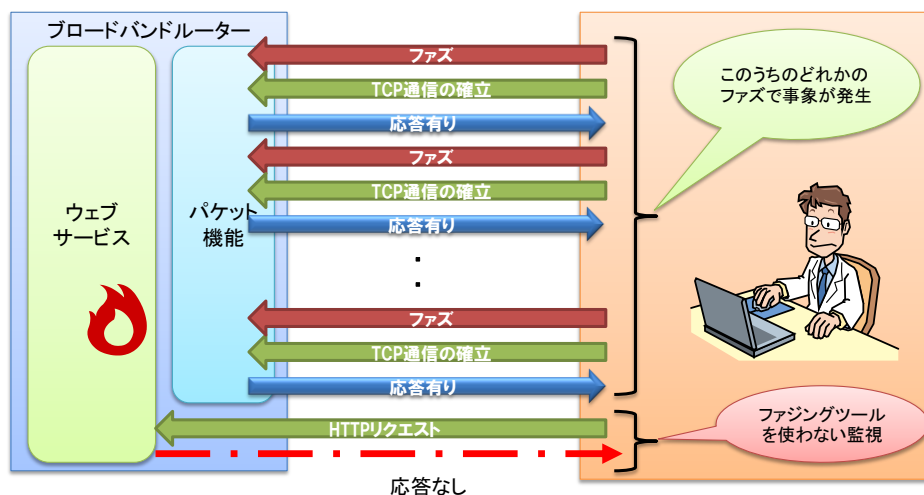 ブロードバンドルーター
ウェブ
サービス
パケット
機能
ファズ
TCP通信の確立
応答有り
ファズ
TCP通信の確立
応答有り
・
・
ファズ
TCP通信の確立
応答有り
HTTPリクエスト
応答なし
このうちのどれかの
ファズで事象が発生
ファジングツール
を使わない監視